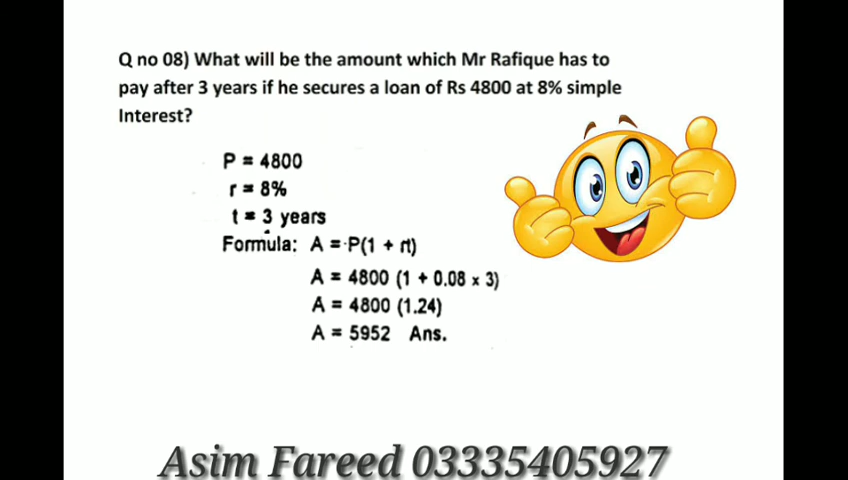 Q no 08) What will be the amount which Mr Rafique has to
pay after 3 years if he secures a loan of Rs 4800 at 8% simple
Interest?
P = 4800
r = 8%
t = 3 years
Formula: A = P(1 + rt)
A = 4800 (1 + 0.08 x 3)
A = 4800 (1.24)
A = 5952 Ans.
Asim Fareed 03335405927